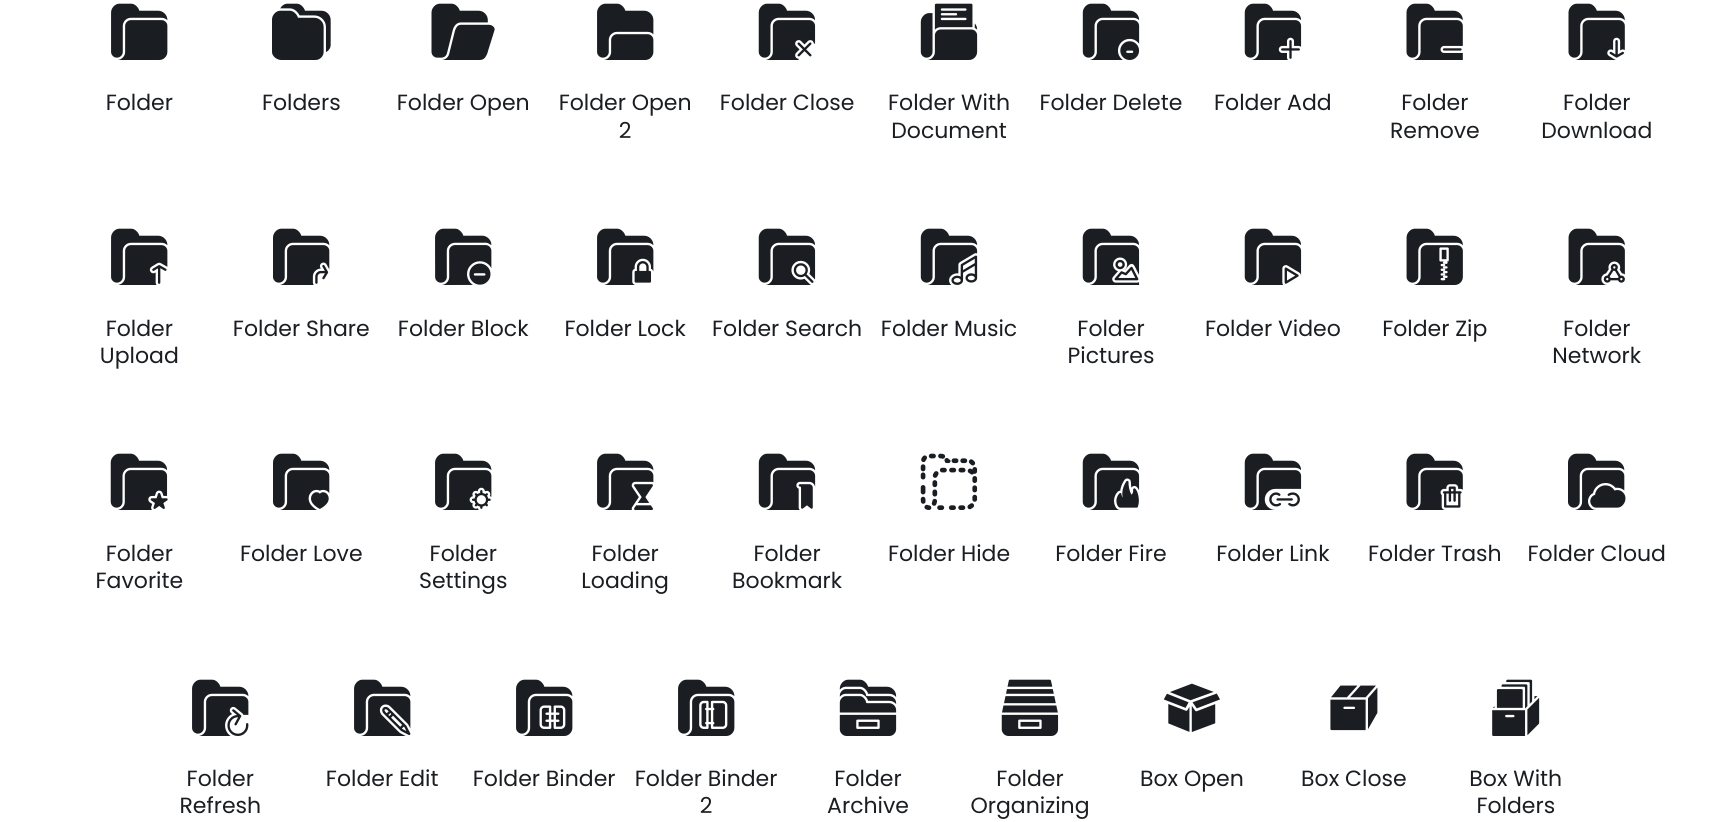 Folder
Folders
Folder Open
Folder Open
2
Folder Close
Folder With
Document
Folder Delete
Folder Add
Folder
Remove
Folder
Download
Folder
Upload
Folder Share
Folder Block
Folder Lock
Folder Search
Folder Music
Folder
Pictures
Folder Video
Folder Zip
Folder
Network
Folder
Favorite
Folder Love
Folder
Settings
Folder
Loading
Folder
Bookmark
Folder Hide
Folder Fire
Folder Link
Folder Trash
Folder Cloud
Folder
Refresh
Folder Edit
Folder Binder
Folder Binder
2
Folder
Archive
Folder
Organizing
Box Open
Box Close
Box With
Folders